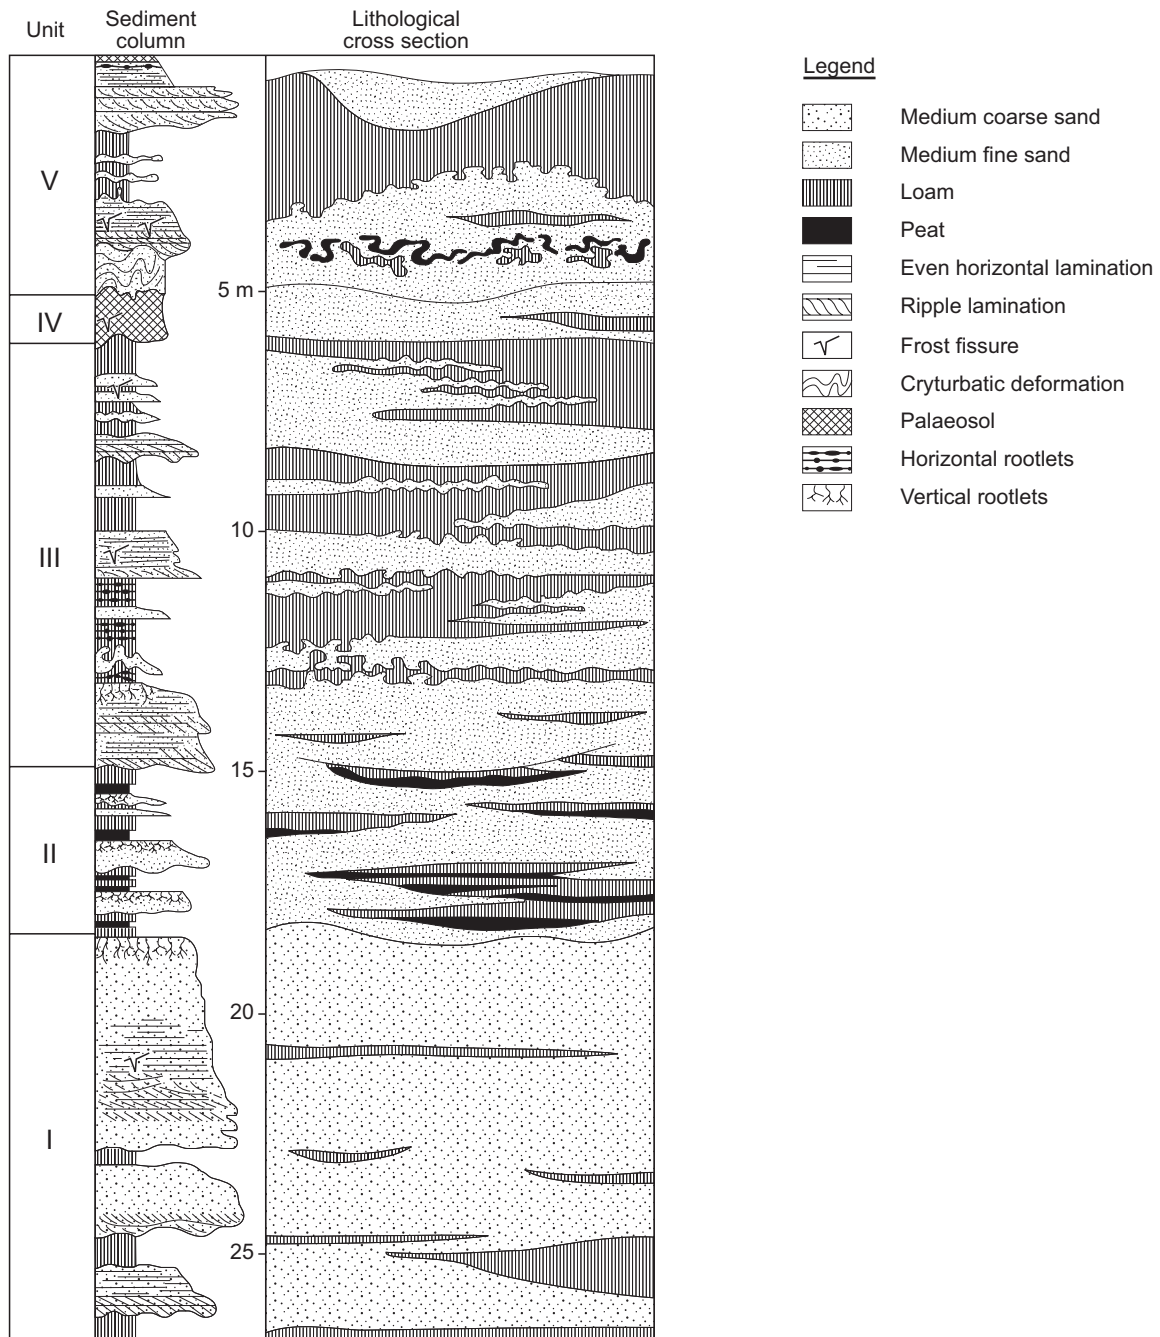 Unit
Sediment
column
Lithological
cross section
V
IV
III
II
I
5 m
10
15
20
25
Legend
Medium coarse sand
Medium fine sand
Loam
Peat
Even horizontal lamination
Ripple lamination
Frost fissure
Cryturbatic deformation
Palaeosol
Horizontal rootlets
Vertical rootlets